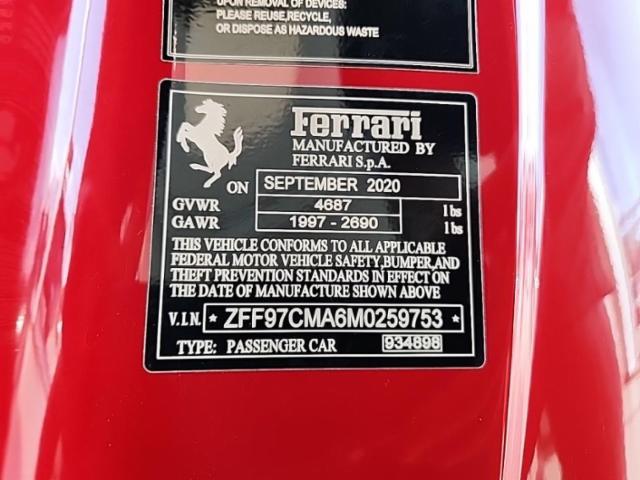 UPON REMOVAL OF DEVICES:
PLEASE REUSE,RECYCLE,
OR DISPOSE AS HAZARDOUS WASTE
Ferrari
MANUFACTURED BY
FERRARI S.p.A.
ON SEPTEMBER 2020
GVWR 4687 lbs
GAWR 1997 - 2690 lbs
THIS VEHICLE CONFORMS TO ALL APPLICABLE
FEDERAL MOTOR VEHICLE SAFETY,BUMPER,AND
THEFT PREVENTION STANDARDS IN EFFECT ON
THE DATE OF MANUFACTURE SHOWN ABOVE
V.I.N. * ZFF97CMA6M0259753 *
TYPE: PASSENGER CAR 934898